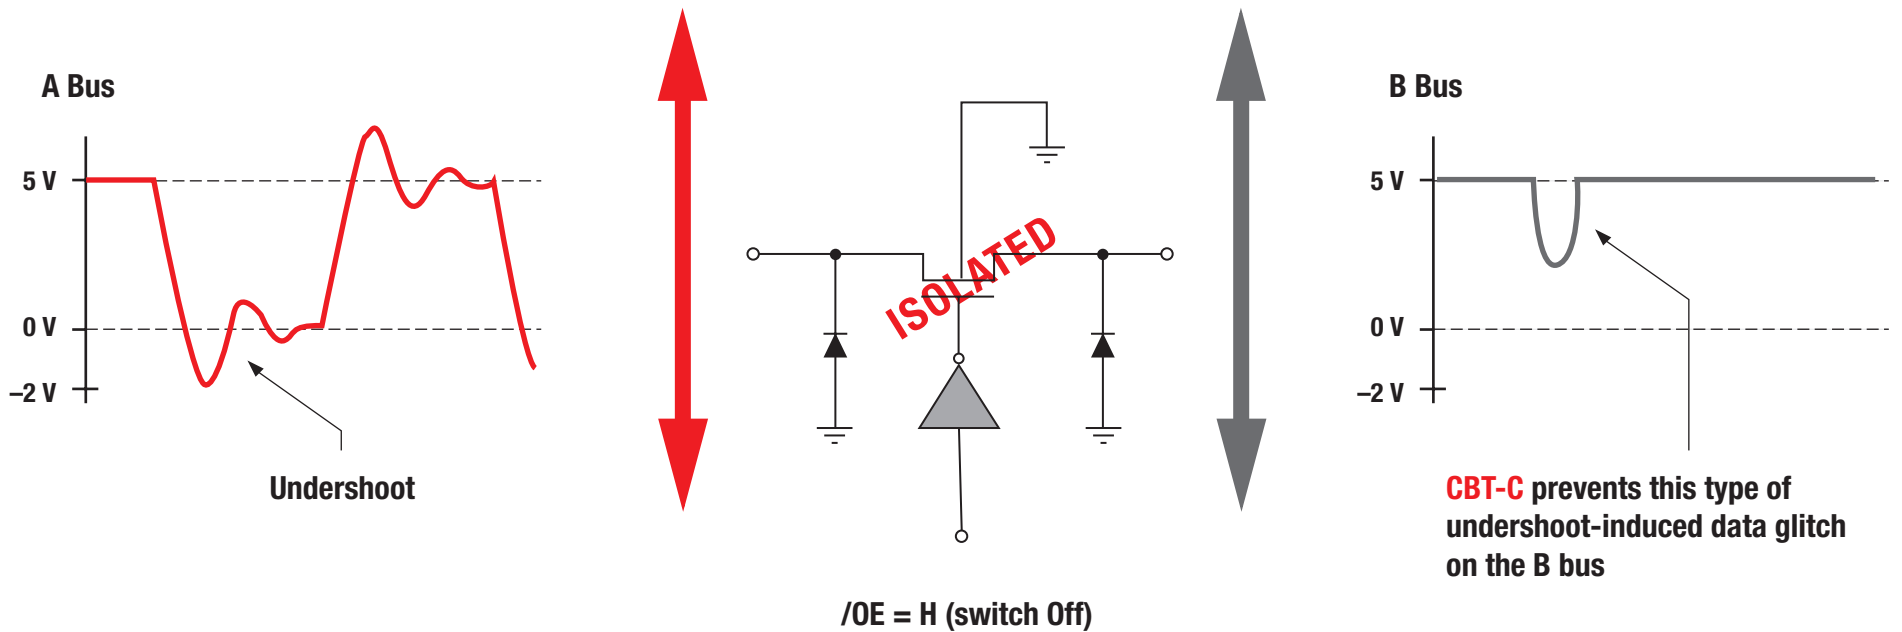 A Bus
5 V
0 V
–2 V
Undershoot
ISOLATED
/OE = H (switch Off)
B Bus
5 V
0 V
–2 V
CBT-C prevents this type of
undershoot-induced data glitch
on the B bus